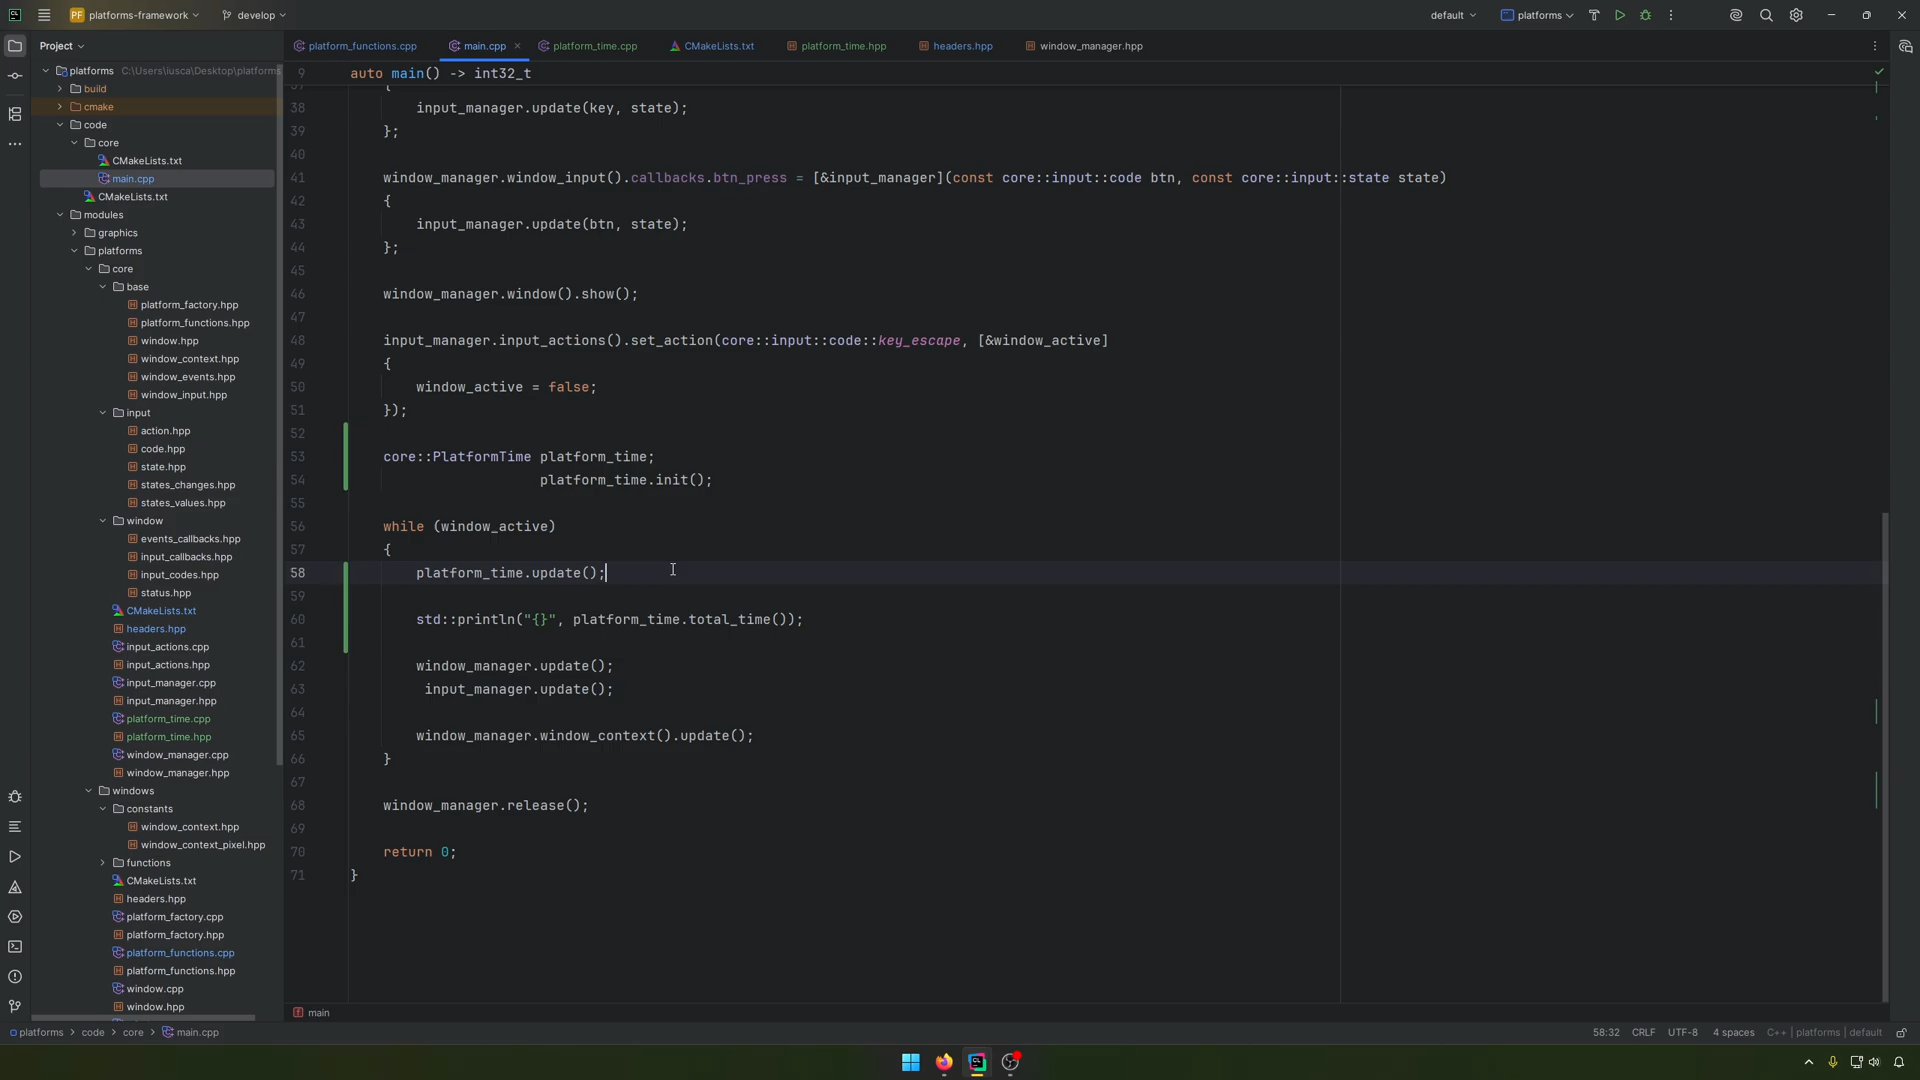 PF platforms-framework develop default platforms
Project platform_functions.cpp main.cpp platform_time.cpp CMakeLists.txt platform_time.hpp headers.hpp window_manager.hpp
platforms C:\Users\iusca\Desktop\platforms
build
cmake
code
core
CMakeLists.txt
main.cpp
CMakeLists.txt
modules
graphics
platforms
core
base
platform_factory.hpp
platform_functions.hpp
window.hpp
window_context.hpp
window_events.hpp
window_input.hpp
input
action.hpp
code.hpp
state.hpp
states_changes.hpp
states_values.hpp
window
events_callbacks.hpp
input_callbacks.hpp
input_codes.hpp
status.hpp
CMakeLists.txt
headers.hpp
input_actions.cpp
input_actions.hpp
input_manager.cpp
input_manager.hpp
platform_time.cpp
platform_time.hpp
window_manager.cpp
window_manager.hpp
windows
constants
window_context.hpp
window_context_pixel.hpp
functions
CMakeLists.txt
headers.hpp
platform_factory.cpp
platform_factory.hpp
platform_functions.cpp
platform_functions.hpp
window.cpp
window.hpp
9 auto main() -> int32_t
37 {
38 input_manager.update(key, state);
39 };
40
41 window_manager.window_input().callbacks.btn_press = [&input_manager](const core::input::code btn, const core::input::state state)
42 {
43 input_manager.update(btn, state);
44 };
45
46 window_manager.window().show();
47
48 input_manager.input_actions().set_action(core::input::code::key_escape, [&window_active]
49 {
50 window_active = false;
51 });
52
53 core::PlatformTime platform_time;
54 platform_time.init();
55
56 while (window_active)
57 {
58 platform_time.update();
59
60 std::println("{}", platform_time.total_time());
61
62 window_manager.update();
63 input_manager.update();
64
65 window_manager.window_context().update();
66 }
67
68 window_manager.release();
69
70 return 0;
71 }
f main
platforms > code > core > main.cpp 58:32 CRLF UTF-8 4 spaces C++ | platforms | default